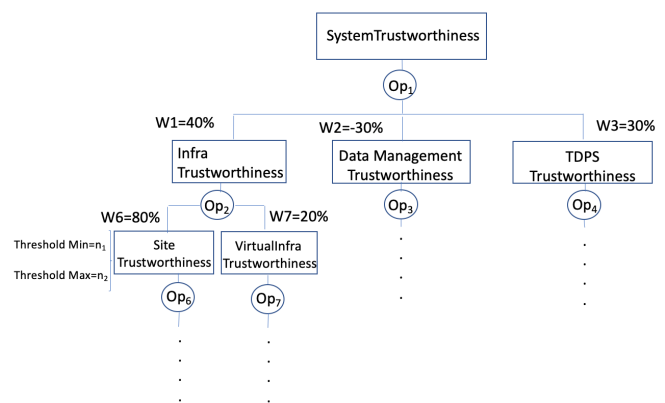 SystemTrustworthiness
Op1
W1=40%
W2=-30%
W3=30%
Infra
Trustworthiness
Data Management
Trustworthiness
TDPS
Trustworthiness
Op2
Op3
Op4
W6=80%
W7=20%
Threshold Min=n1
Threshold Max=n2
Site
Trustworthiness
VirtualInfra
Trustworthiness
Op6
Op7